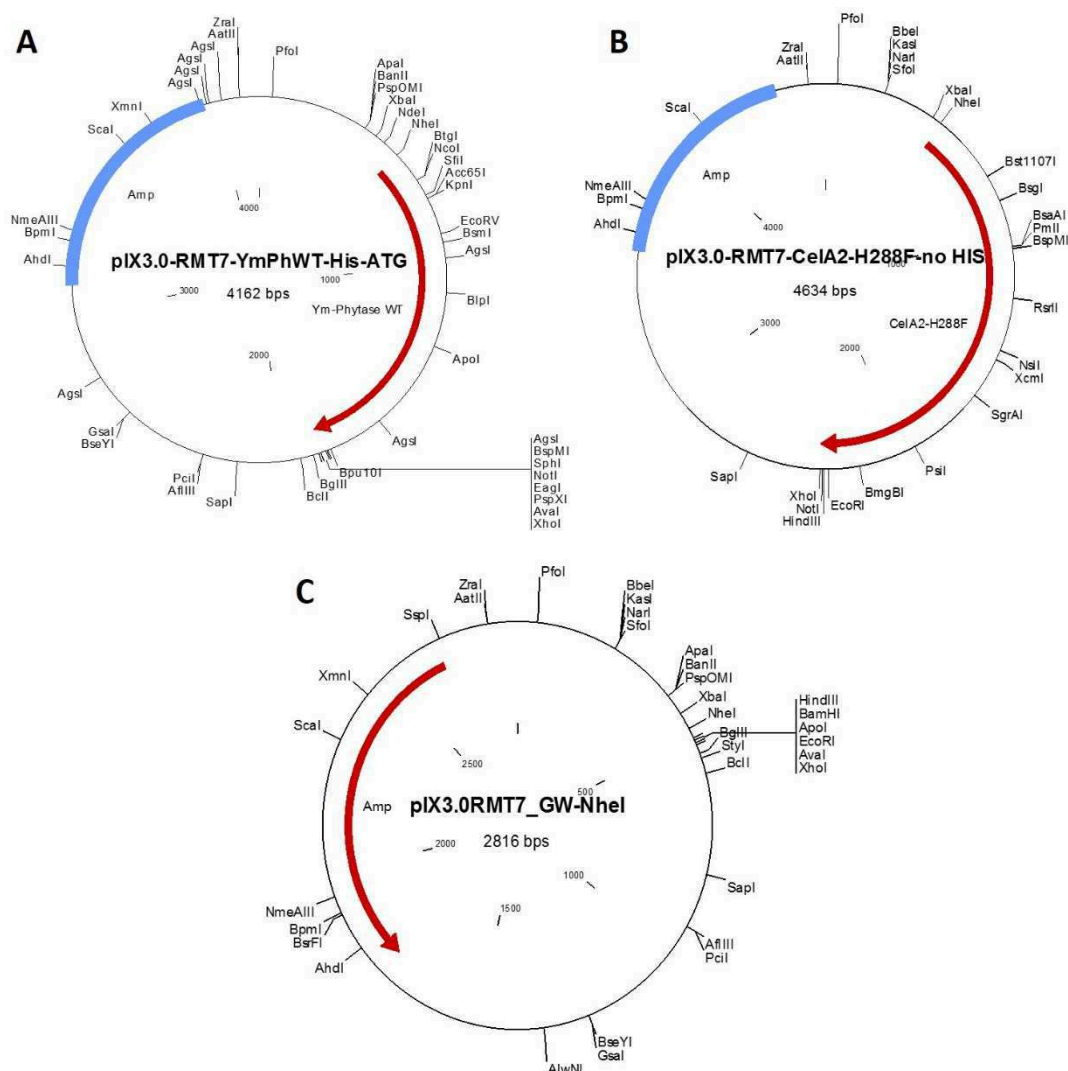 A
AgsI
AgsI
AgsI
AgsI
ZraI
AatII
PfoI
ApaI
BanII
PspOMI
XbaI
NdeI
NheI
BtgI
NcoI
SfiI
Acc65I
KpnI
EcoRV
BsmI
AgsI
BlpI
ApoI
AgsI
Bpu10I
AgsI
BspMI
SphI
NotI
EagI
PspXI
AvaI
XhoI
BglII
BclI
SapI
PciI
AflIII
GsaI
BseYI
AgsI
AhdI
BpmI
NmeAIII
ScaI
XmnI
Amp
4000
I
pIX3.0-RMT7-YmPhWT-His-ATG
4162 bps
1000
Ym-Phytase WT
3000
2000
B
ZraI
AatII
PfoI
BbeI
KasI
NarI
SfoI
XbaI
NheI
Bst1107I
BsgI
BsaAI
PmlI
BspMI
RsrII
NsiI
XcmI
SgrAI
PsiI
BmgBI
EcoRI
XhoI
NotI
HindIII
SapI
AhdI
BpmI
NmeAIII
ScaI
Amp
I
4000
pIX3.0-RMT7-CelA2-H288F-no HIS
1000
4634 bps
CelA2-H288F
3000
2000
C
SspI
ZraI
AatII
PfoI
BbeI
KasI
NarI
SfoI
ApaI
BanII
PspOMI
XbaI
NheI
HindIII
BamHI
ApoI
EcoRI
AvaI
XhoI
BglII
StyI
BclI
SapI
AflIII
PciI
BseYI
GsaI
AlwNI
AhdI
BsrFI
BpmI
NmeAIII
ScaI
XmnI
I
2500
500
Amp
pIX3.0RMT7_GW-NheI
2816 bps
2000
1000
1500